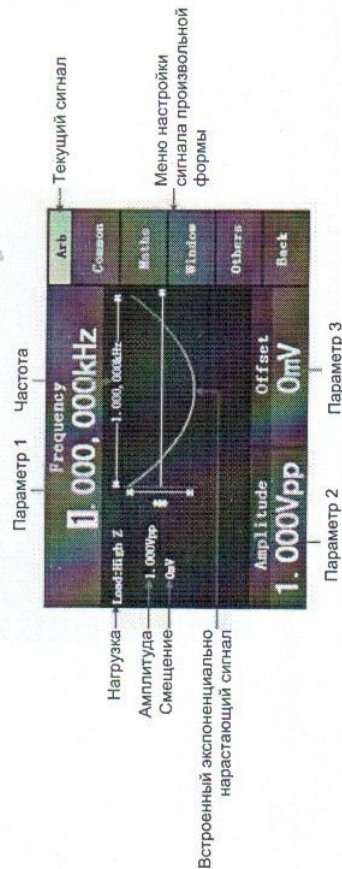 Параметр 1
Частота
Текущий сигнал
Frequency
1.000,000kHz
Arb
Нагрузка
Load:High Z
1.000,000kHz
Common
Амплитуда
1.000Vpp
Maths
Смещение
0mV
Window
Меню настройки
сигнала произвольной
формы
Others
Встроенный экспоненциально
нарастающий сигнал
Amplitude
1.000Vpp
Offset
0mV
Back
Параметр 2
Параметр 3